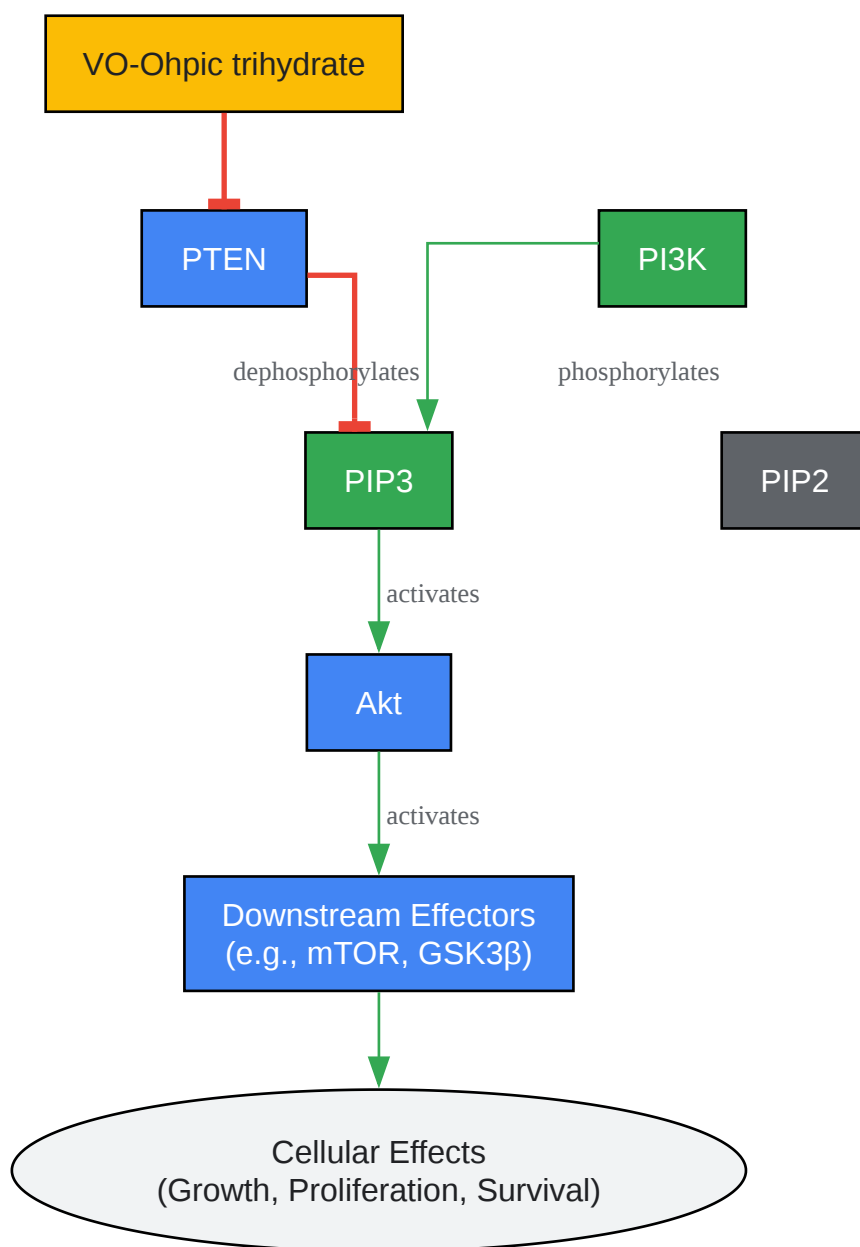 VO-Ohpic trihydrate
PTEN
PI3K
dephosphorylates
phosphorylates
PIP3
PIP2
activates
Akt
activates
Downstream Effectors
(e.g., mTOR, GSK3β)
Cellular Effects
(Growth, Proliferation, Survival)